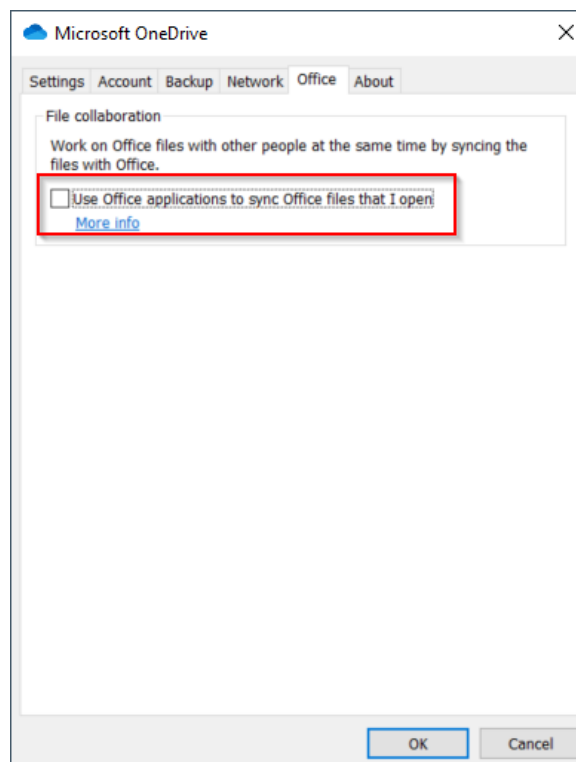 Microsoft OneDrive
Settings Account Backup Network Office About
File collaboration
Work on Office files with other people at the same time by syncing the
files with Office.
Use Office applications to sync Office files that I open
More info
OK Cancel